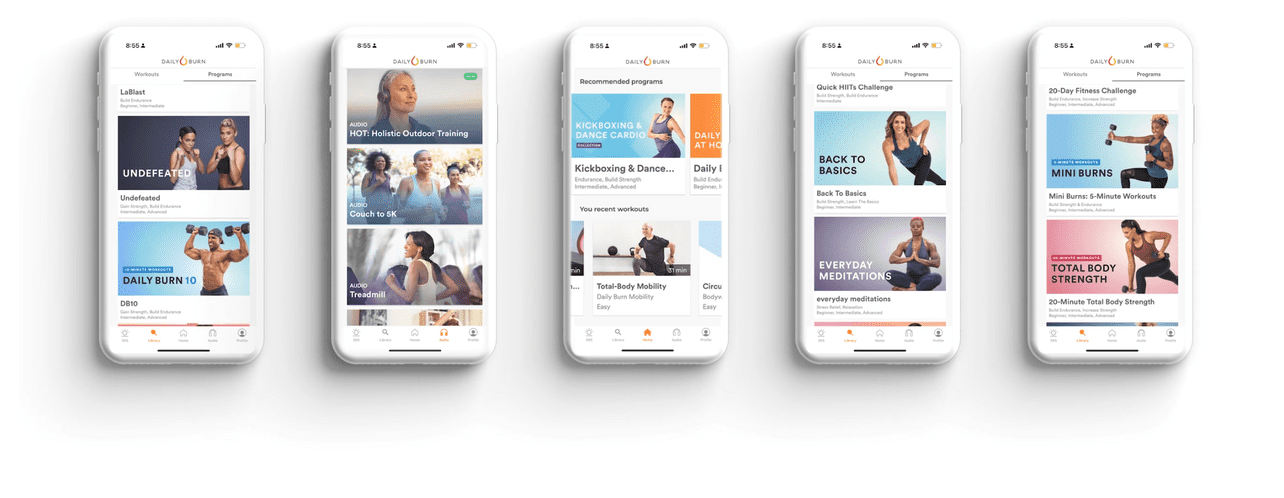 8:55
DAILY BURN
Workouts Programs
LaBlast
Build Endurance
Beginner, Intermediate
UNDEFEATED
Undefeated
Gain Strength, Build Endurance
Intermediate, Advanced
10-MINUTE WORKOUTS
DAILY BURN 10
DB10
Gain Strength, Build Endurance
Intermediate, Advanced
365 Library Home Audio Profile
8:55
DAILY BURN
AUDIO
HOT: Holistic Outdoor Training
AUDIO
Couch to 5K
AUDIO
Treadmill
365 Library Home Audio Profile
8:55
DAILY BURN
Recommended programs
KICKBOXING &
DANCE CARDIO
COLLECTION
DAILY
AT HO
Kickboxing & Dance...
Endurance, Build Strength
Intermediate, Advanced
Daily B
Build Endu
Beginner, In
You recent workouts
min
31 min
...
Total-Body Mobility
Daily Burn Mobility
Easy
Circu
Bodyw
Easy
365 Library Home Audio Profile
8:55
DAILY BURN
Workouts Programs
Quick HIITs Challenge
Build Strength, Build Endurance
Intermediate
BACK TO
BASICS
Back To Basics
Build Strength, Learn The Basics
Beginner, Intermediate
EVERYDAY
MEDITATIONS
everyday meditations
Stress Relief, Relaxation
Beginner, Intermediate, Advanced
365 Library Home Audio Profile
8:55
DAILY BURN
Workouts Programs
20-Day Fitness Challenge
Build Endurance, Increase Strength
Beginner, Intermediate, Advanced
5-MINUTE WORKOUTS
MINI BURNS
Mini Burns: 5-Minute Workouts
Build Strength & Endurance
Beginner, Intermediate, Advanced
20-MINUTE WORKOUTS
TOTAL BODY
STRENGTH
20-Minute Total Body Strength
Build Endurance, Increase Strength
Beginner, Intermediate, Advanced
365 Library Home Audio Profile